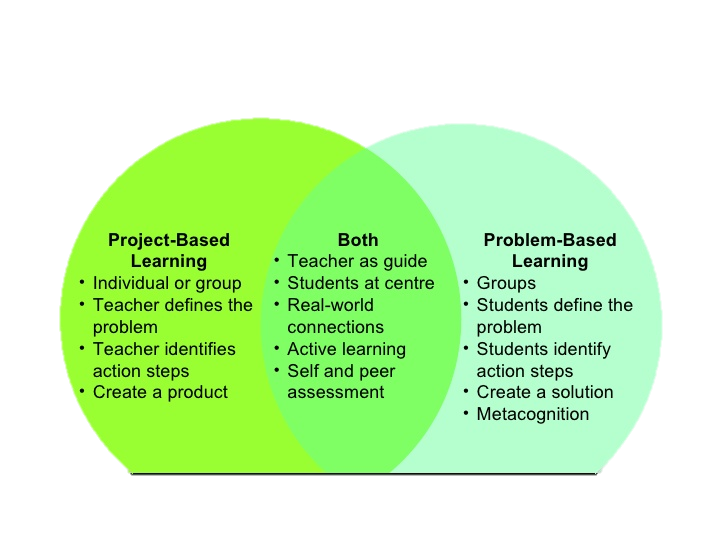 Project-Based
Learning
• Individual or group
• Teacher defines the
problem
• Teacher identifies
action steps
• Create a product
Both
• Teacher as guide
• Students at centre
• Real-world
connections
• Active learning
• Self and peer
assessment
Problem-Based
Learning
• Groups
• Students define the
problem
• Students identify
action steps
• Create a solution
• Metacognition